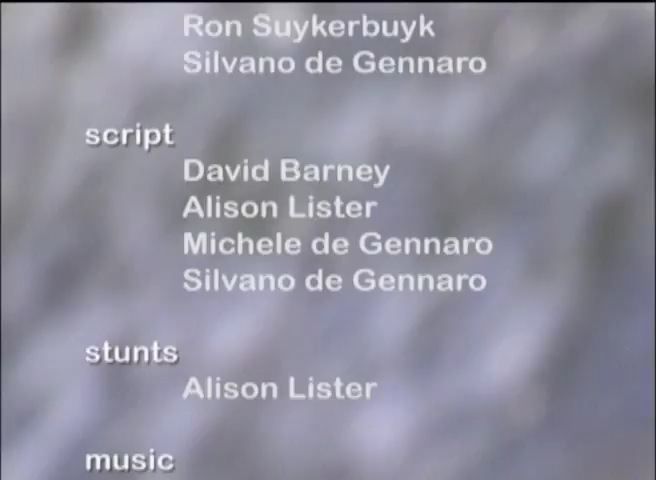 Ron Suykerbuyk
Silvano de Gennaro
script
David Barney
Alison Lister
Michele de Gennaro
Silvano de Gennaro
stunts
Alison Lister
music